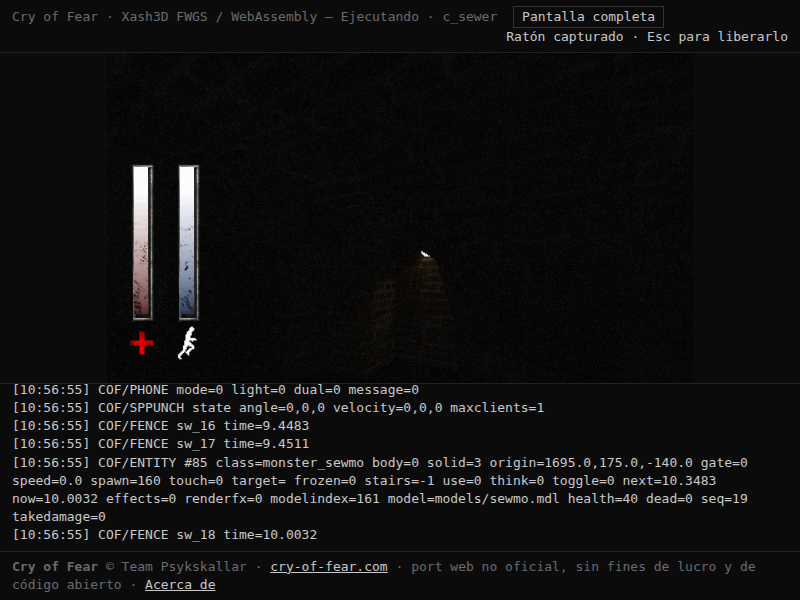 Cry of Fear · Xash3D FWGS / WebAssembly — Ejecutando · c_sewer Pantalla completa
Ratón capturado · Esc para liberarlo
[10:56:55] COF/PHONE mode=0 light=0 dual=0 message=0
[10:56:55] COF/SPPUNCH state angle=0,0,0 velocity=0,0,0 maxclients=1
[10:56:55] COF/FENCE sw_16 time=9.4483
[10:56:55] COF/FENCE sw_17 time=9.4511
[10:56:55] COF/ENTITY #85 class=monster_sewmo body=0 solid=3 origin=1695.0,175.0,-140.0 gate=0
speed=0.0 spawn=160 touch=0 target= frozen=0 stairs=-1 use=0 think=0 toggle=0 next=10.3483
now=10.0032 effects=0 renderfx=0 modelindex=161 model=models/sewmo.mdl health=40 dead=0 seq=19
takedamage=0
[10:56:55] COF/FENCE sw_18 time=10.0032
Cry of Fear © Team Psykskallar · cry-of-fear.com · port web no oficial, sin fines de lucro y de
código abierto · Acerca de